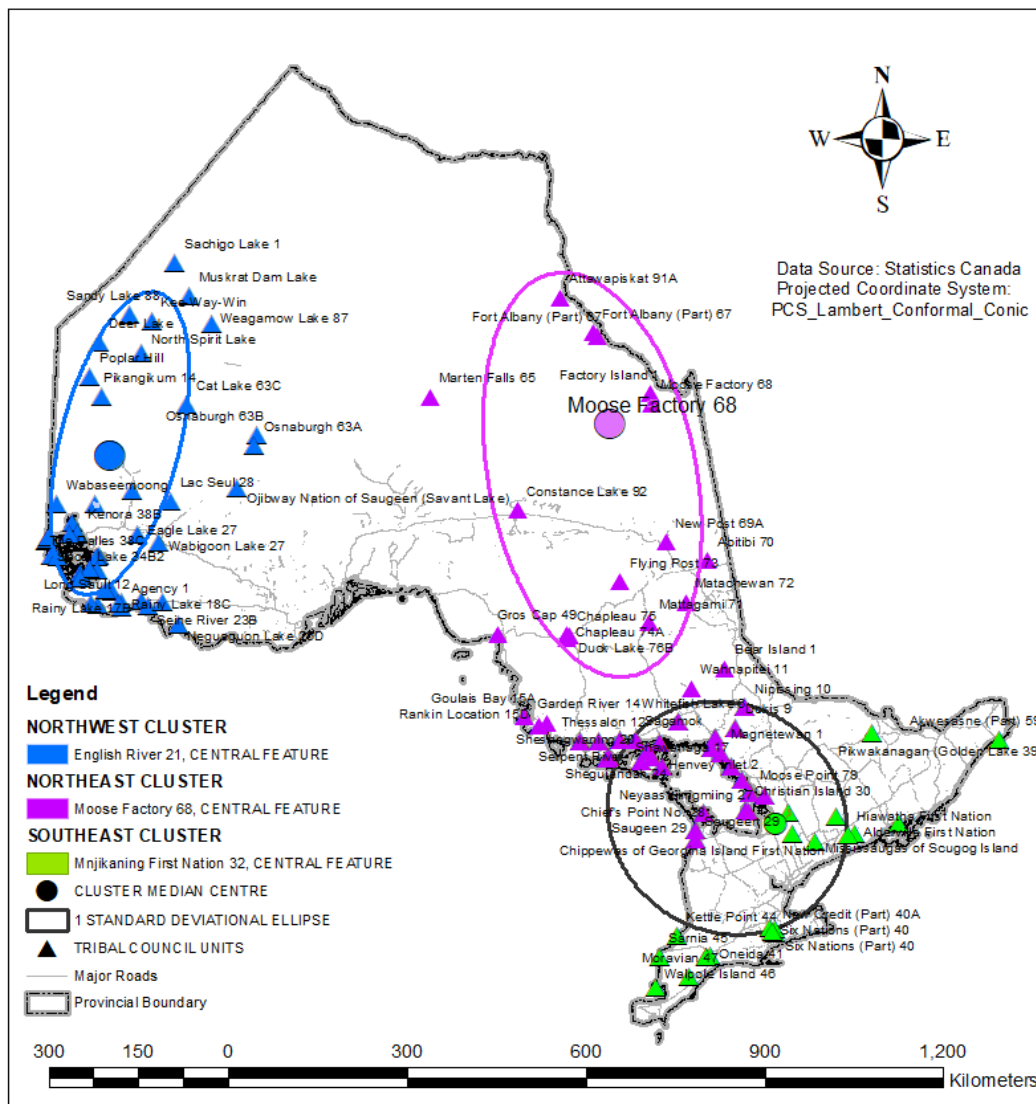 N
W
E
S
Data Source: Statistics Canada
Projected Coordinate System:
PCS_Lambert_Conformal_Conic
Sachigo Lake 1
Muskrat Dam Lake
Sandy Lake 88
Kee-Way-Win
Weagamow Lake 87
Deer Lake
North Spirit Lake
Poplar Hill
Pikangikum 14
Cat Lake 63C
Osnaburgh 63B
Osnaburgh 63A
Attawapiskat 91A
Fort Albany (Part) 67
Fort Albany (Part) 67
Marten Falls 65
Factory Island 1
Moose Factory 68
Moose Factory 68
Wabaseemoong
Lac Seul 28
Ojibway Nation of Saugeen (Savant Lake)
Constance Lake 92
Kenora 38B
Eagle Lake 27
The Dalles 38C
Wabigoon Lake 27
Shoal Lake 34B2
New Post 69A
Abitibi 70
Flying Post 73
Long Sault 12
Agency 1
Rainy Lake 17B
Rainy Lake 18C
Seine River 23B
Neguaguon Lake 25D
Matachewan 72
Mattagami 71
Gros Cap 49
Chapleau 75
Chapleau 74A
Duck Lake 76B
Bear Island 1
Wahnapitei 11
Nipissing 10
Goulais Bay 15A
Garden River 14
Rankin Location 15D
Thessalon 12
Sagamok
Dokis 9
Magnetewan 1
Akwesasne (Part) 59
Pikwakanagan (Golden Lake 39
Sheshegwaning 20
Serpent River
Shawanaga 17
Henvey Inlet 2
Moose Point 79
Christian Island 30
Neyaashiinigmiing 27
Saugeen 29
Saugeen 29
Hiawatha First Nation
Alderville First Nation
Mississaugas of Scugog Island
Chippewas of Georgina Island First Nation
Kettle Point 44
New Credit (Part) 40A
Sarnia 45
Six Nations (Part) 40
Six Nations (Part) 40
Moravian 47
Oneida 41
Walpole Island 46
Legend
NORTHWEST CLUSTER
English River 21, CENTRAL FEATURE
NORTHEAST CLUSTER
Moose Factory 68, CENTRAL FEATURE
SOUTHEAST CLUSTER
Mnjikaning First Nation 32, CENTRAL FEATURE
CLUSTER MEDIAN CENTRE
1 STANDARD DEVIATIONAL ELLIPSE
TRIBAL COUNCIL UNITS
Major Roads
Provincial Boundary
300 150 0 300 600 900 1,200
Kilometers